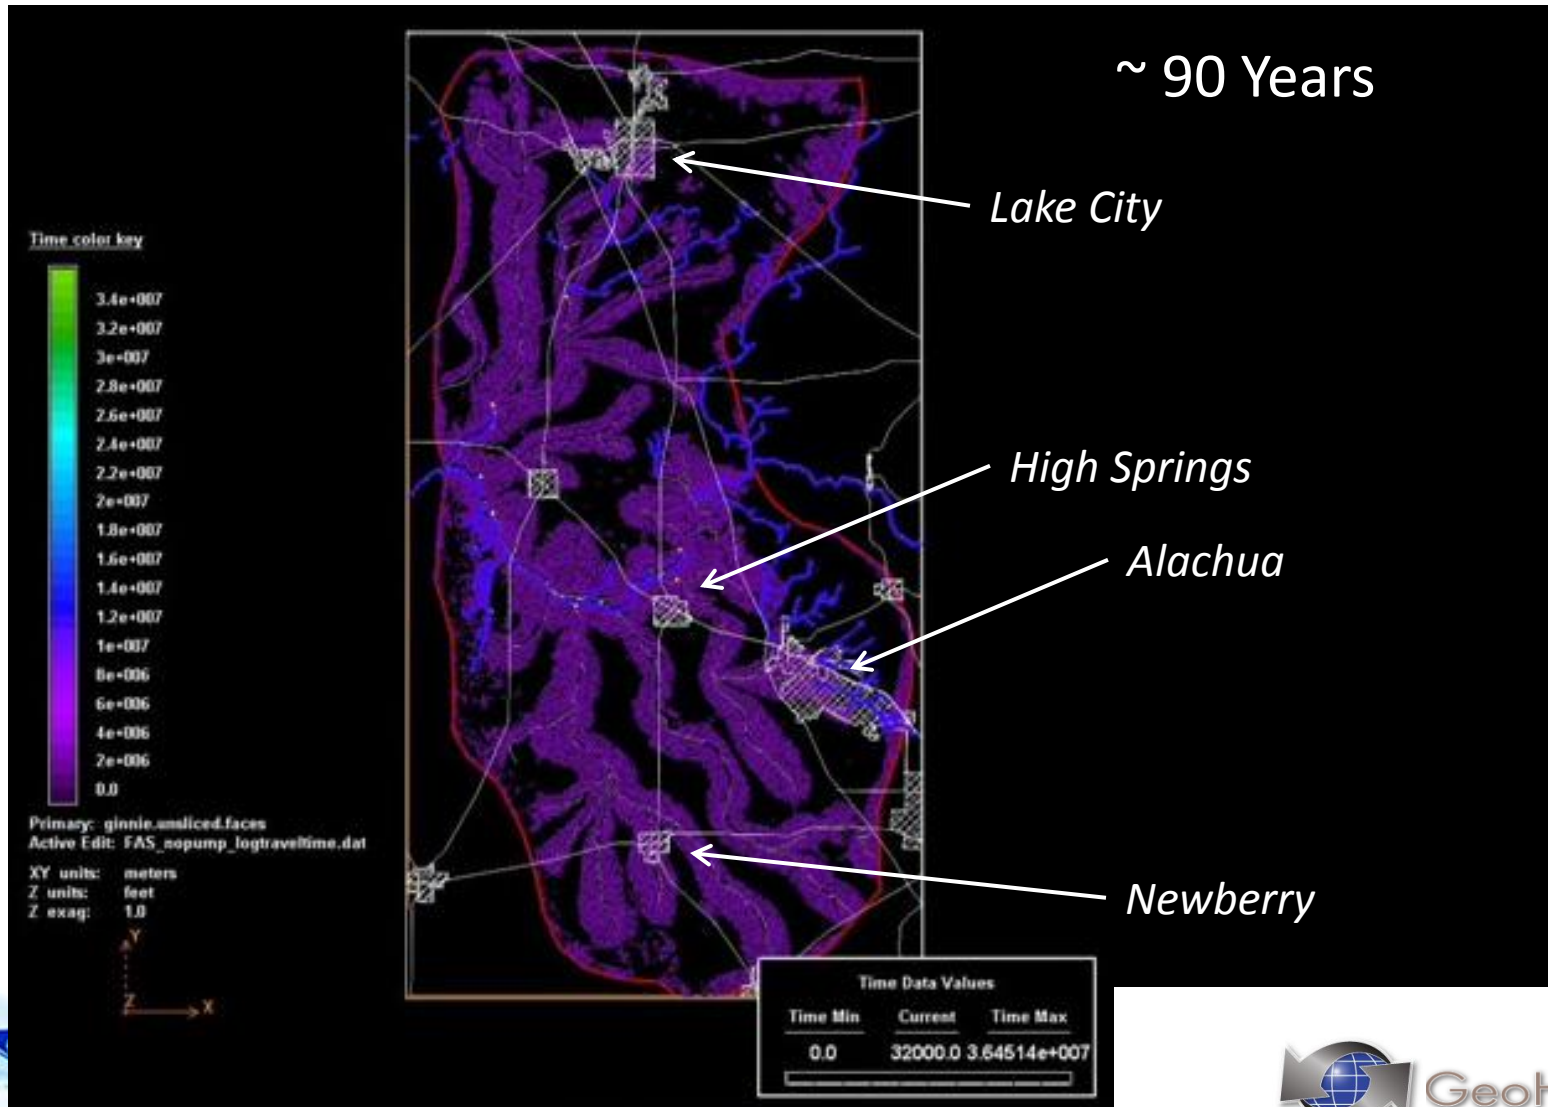 ~ 90 Years
Lake City
High Springs
Alachua
Newberry
Time color key
3.4e+007
3.2e+007
3e+007
2.8e+007
2.6e+007
2.4e+007
2.2e+007
2e+007
1.8e+007
1.6e+007
1.4e+007
1.2e+007
1e+007
8e+006
6e+006
4e+006
2e+006
0.0
Primary: ginnie.unsliced.faces
Active Edit: FAS_nopump_logtraveltime.dat
XY units: meters
Z units: feet
Z exag: 1.0
Y
Z X
Time Data Values
Time Min Current Time Max
0.0 32000.0 3.64514e+007